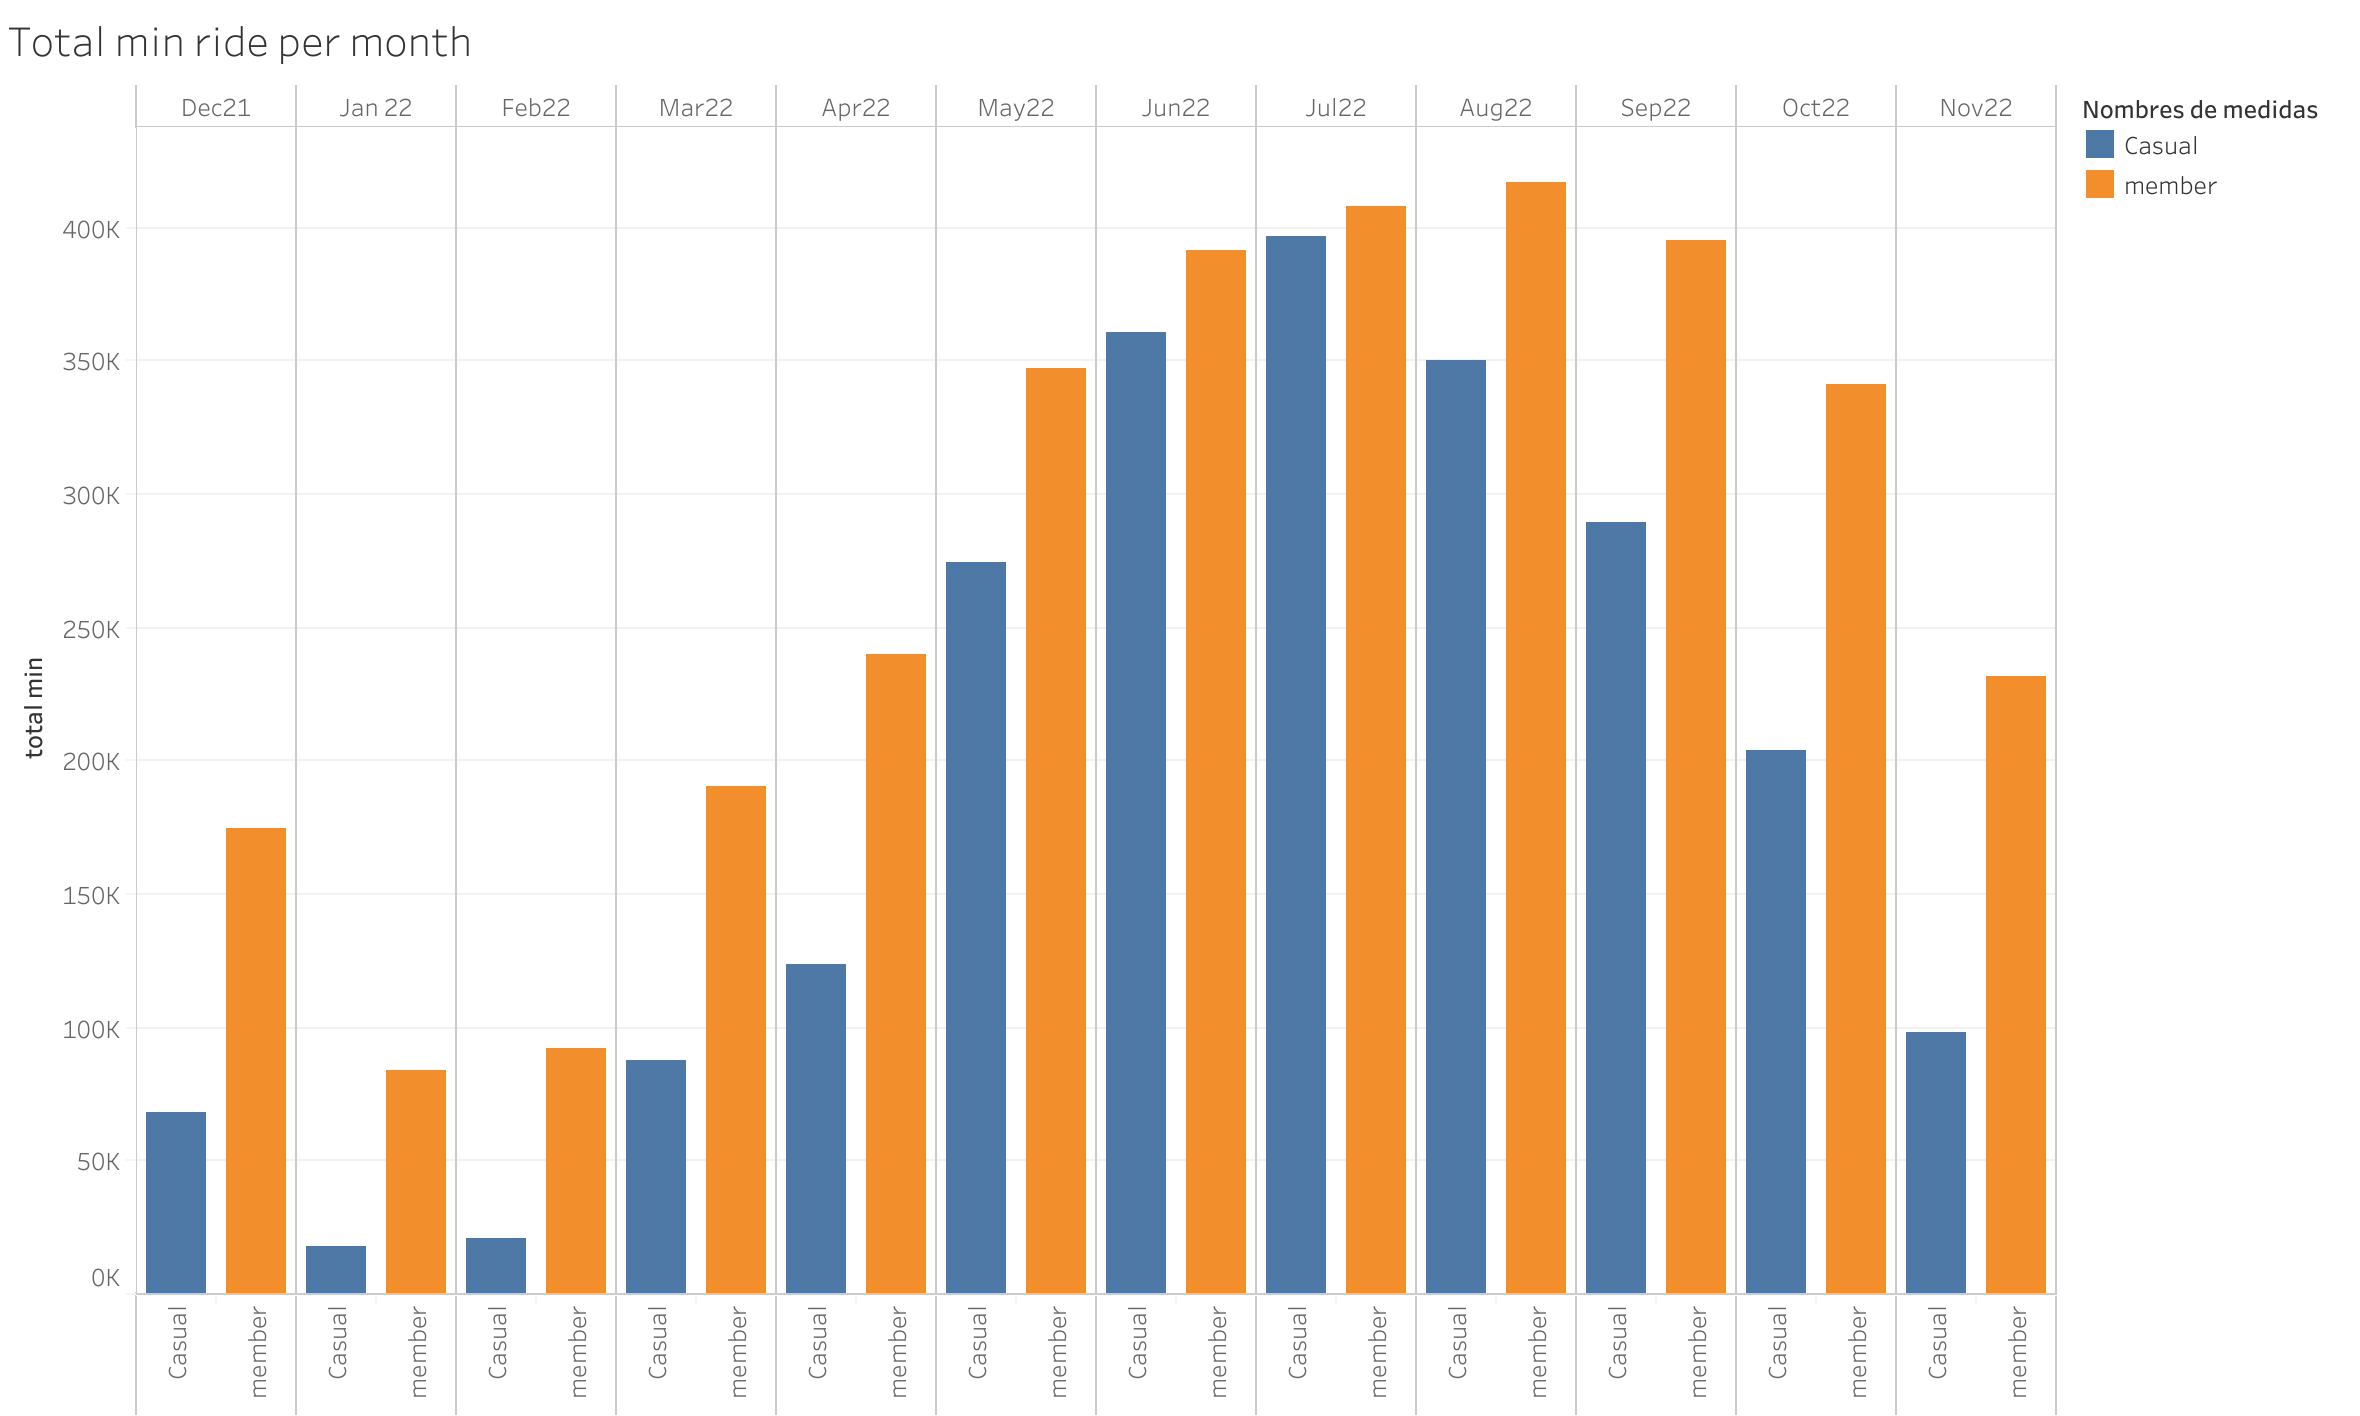 Total min ride per month
Dec21 Jan 22 Feb22 Mar22 Apr22 May22 Jun22 Jul22 Aug22 Sep22 Oct22 Nov22
Nombres de medidas
Casual
member
400K
350K
300K
250K
200K
150K
100K
50K
0K
total min
Casual member Casual member Casual member Casual member Casual member Casual member Casual member Casual member Casual member Casual member Casual member Casual member